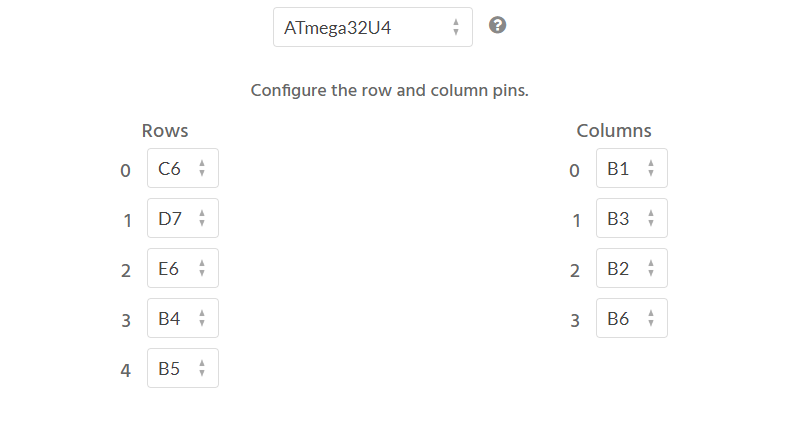 ATmega32U4 ?
Configure the row and column pins.
Rows Columns
0 C6 0 B1
1 D7 1 B3
2 E6 2 B2
3 B4 3 B6
4 B5